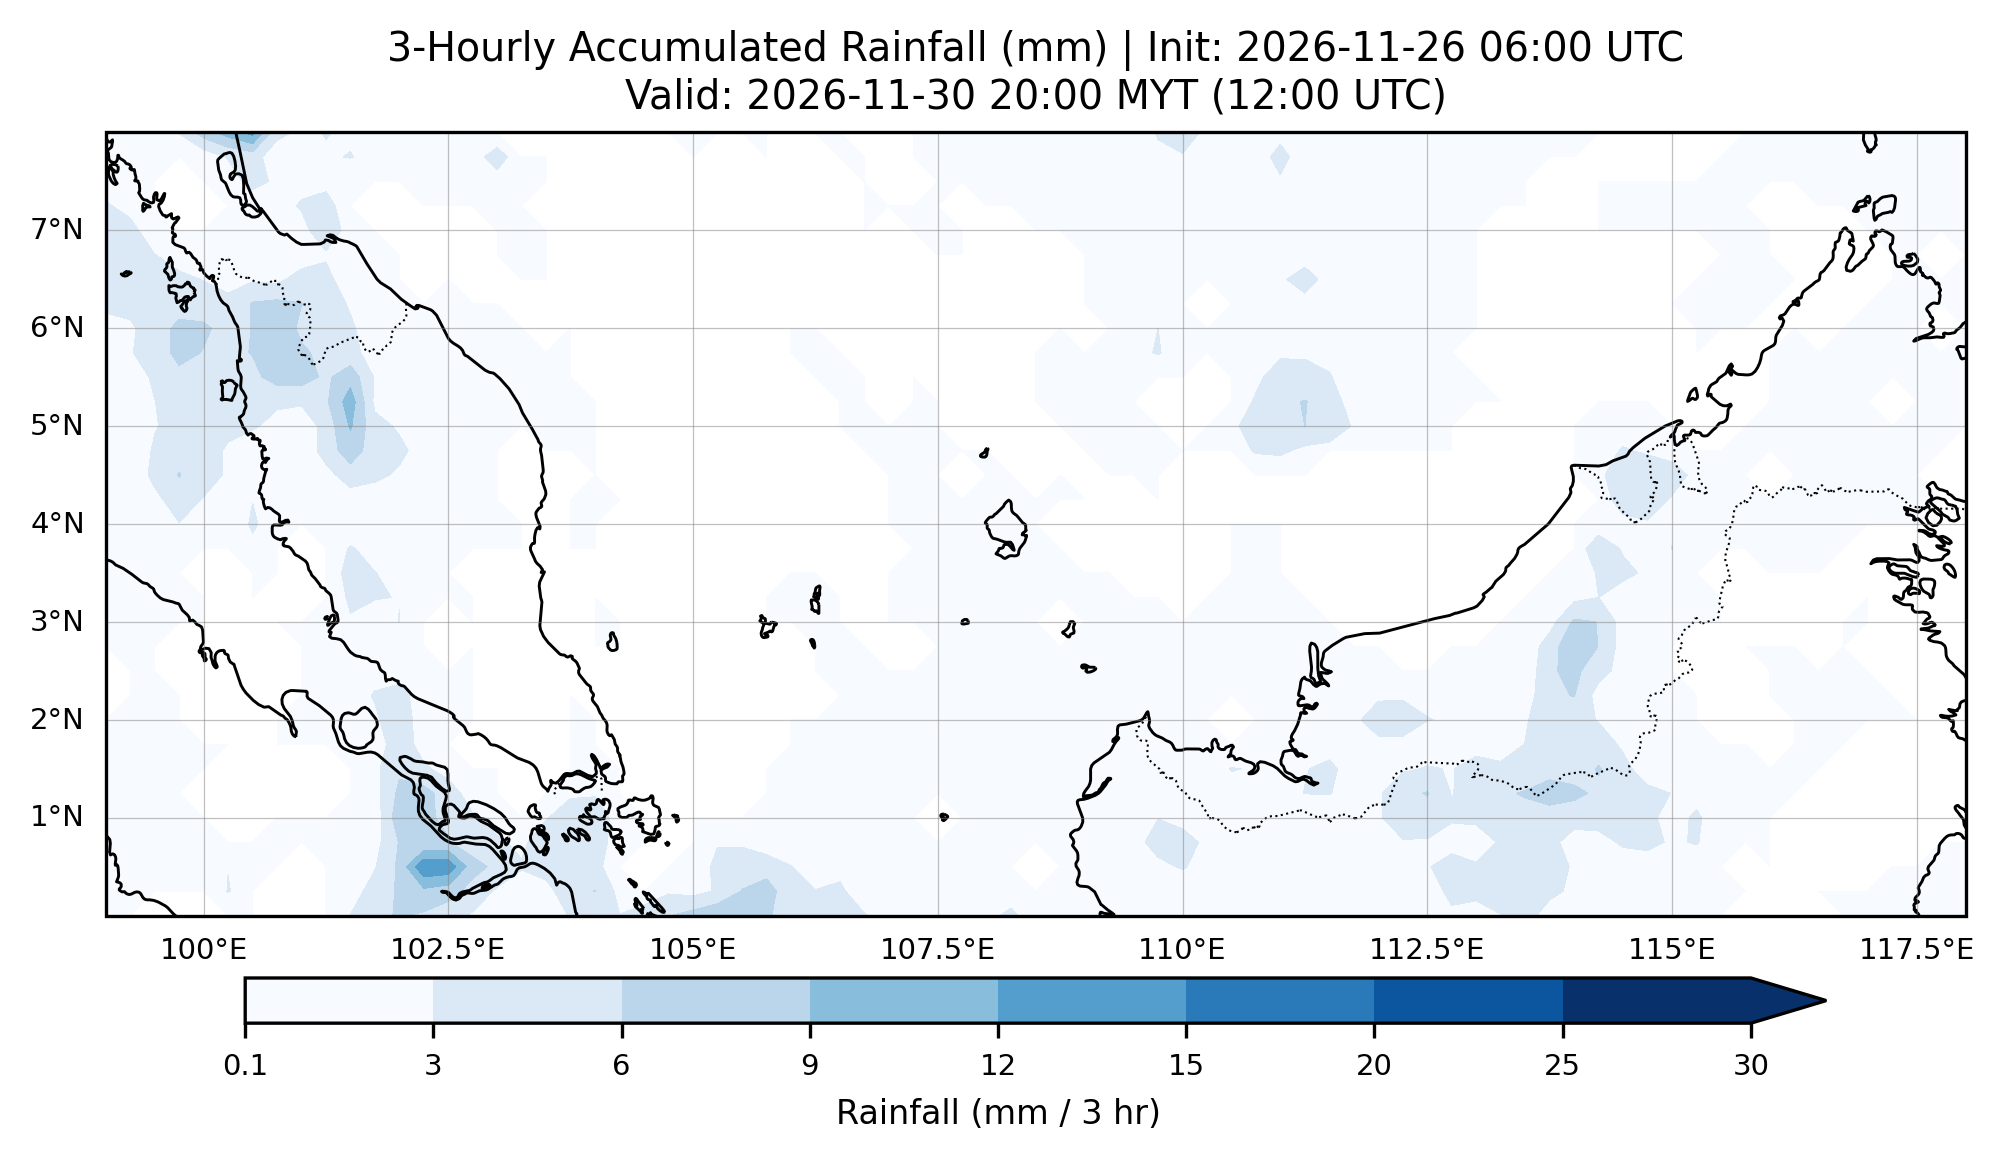 3-Hourly Accumulated Rainfall (mm) | Init: 2026-11-26 06:00 UTC
Valid: 2026-11-30 20:00 MYT (12:00 UTC)
7°N
6°N
5°N
4°N
3°N
2°N
1°N
100°E 102.5°E 105°E 107.5°E 110°E 112.5°E 115°E 117.5°E
0.1 3 6 9 12 15 20 25 30
Rainfall (mm / 3 hr)